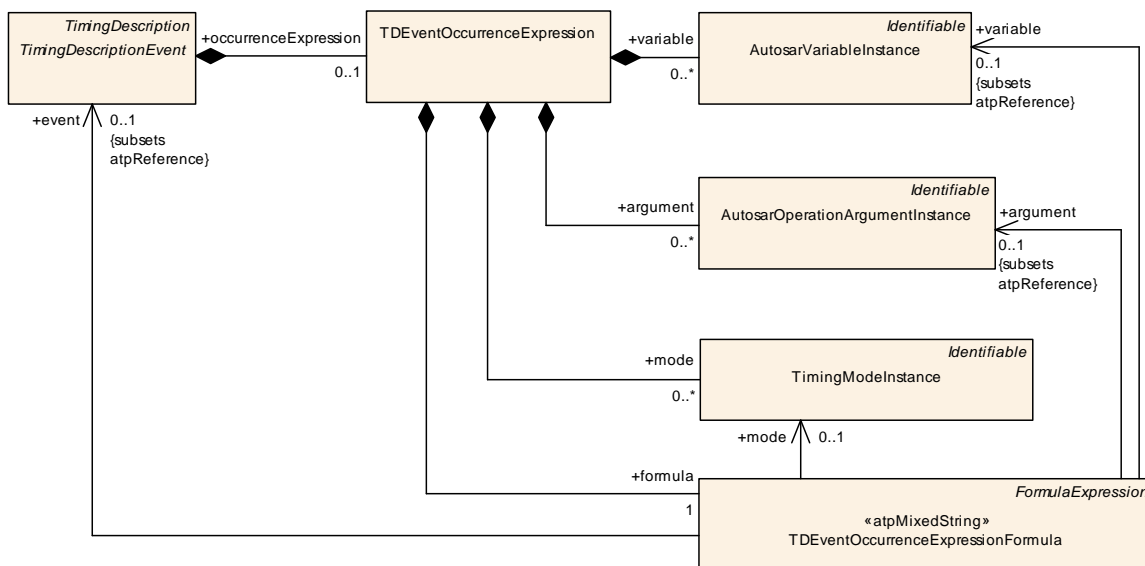 TimingDescription
TimingDescriptionEvent
+occurrenceExpression
0..1
TDEventOccurrenceExpression
+variable
0..*
Identifiable
AutosarVariableInstance
+variable
0..1
{subsets
atpReference}
+event
0..1
{subsets
atpReference}
+argument
0..*
Identifiable
AutosarOperationArgumentInstance
+argument
0..1
{subsets
atpReference}
+mode
0..*
Identifiable
TimingModeInstance
+mode
0..1
+formula
1
FormulaExpression
«atpMixedString»
TDEventOccurrenceExpressionFormula